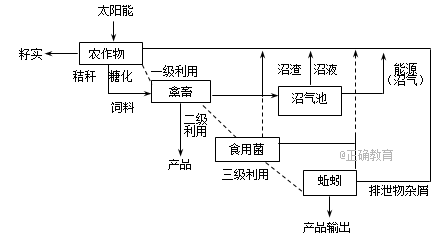 太阳能
籽实
农作物
秸秆 糖化
一级利用
沼渣 沼液
能源
(沼气)
禽畜
沼气池
饲料
二级
利用
食用菌
@正确教育
产品
三级利用
蚯蚓
排泄物杂屑
产品输出